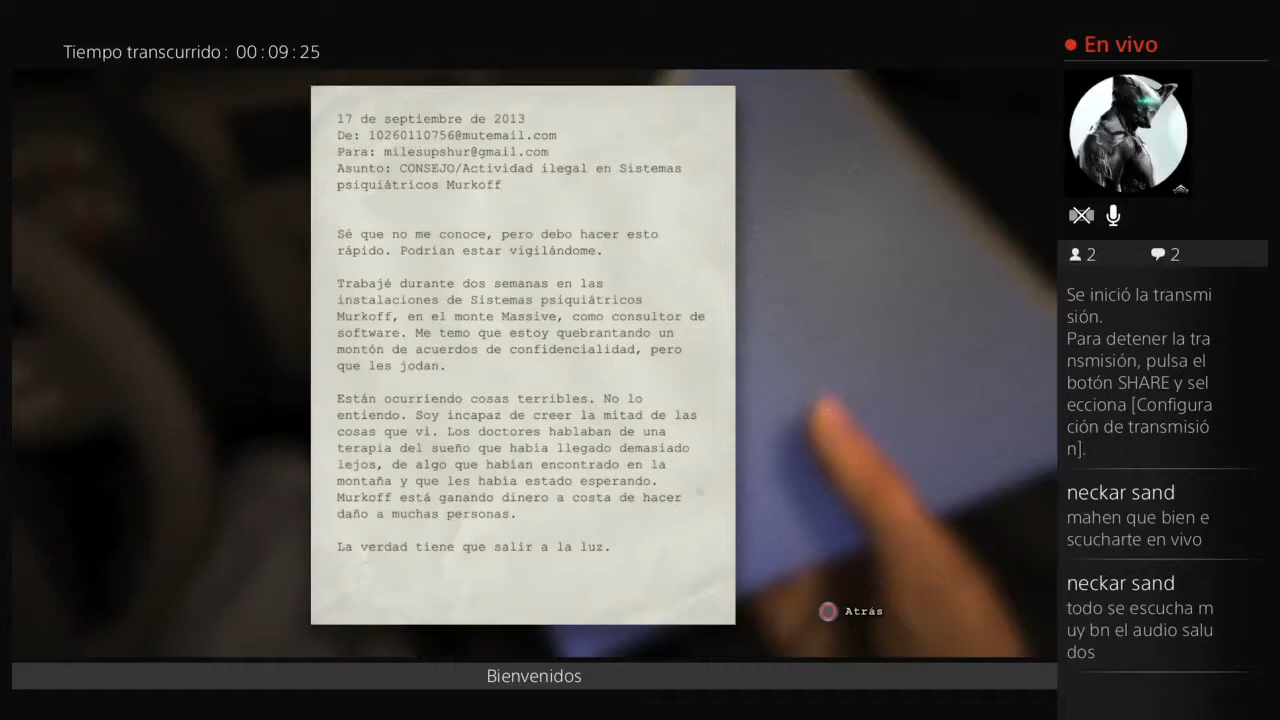 Tiempo transcurrido : 00:09:25
17 de septiembre de 2013
De: 10260110756@mutemail.com
Para: milesupshur@gmail.com
Asunto: CONSEJO/Actividad ilegal en Sistemas
psiquiátricos Murkoff
Sé que no me conoce, pero debo hacer esto
rápido. Podrían estar vigilándome.
Trabajé durante dos semanas en las
instalaciones de Sistemas psiquiátricos
Murkoff, en el monte Massive, como consultor de
software. Me temo que estoy quebrantando un
montón de acuerdos de confidencialidad, pero
que les jodan.
Están ocurriendo cosas terribles. No lo
entiendo. Soy incapaz de creer la mitad de las
cosas que vi. Los doctores hablaban de una
terapia del sueño que había llegado demasiado
lejos, de algo que habían encontrado en la
montaña y que les había estado esperando.
Murkoff está ganando dinero a costa de hacer
daño a muchas personas.
La verdad tiene que salir a la luz.
Atrás
Bienvenidos
En vivo
2
2
Se inició la transmi
sión.
Para detener la tra
nsmisión, pulsa el
botón SHARE y sel
ecciona [Configura
ción de transmisió
n].
neckar sand
mahen que bien e
scucharte en vivo
neckar sand
todo se escucha m
uy bn el audio salu
dos